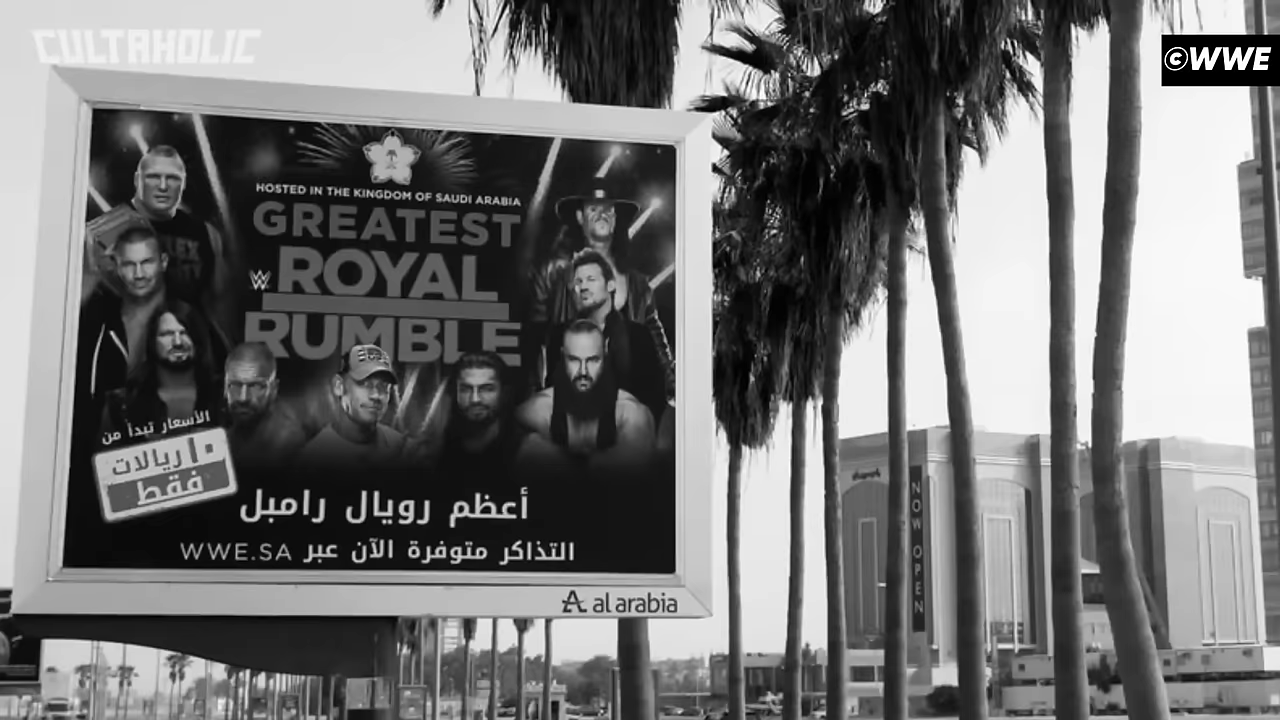 CULTAHOLIC
©WWE
HOSTED IN THE KINGDOM OF SAUDI ARABIA
GREATEST
W ROYAL
RUMBLE
الأسعار تبدأ من
١٠ ريالات
فقط
أعظم رويال رامبل
التذاكر متوفرة الآن عبر WWE.SA
al arabia
NOW OPEN